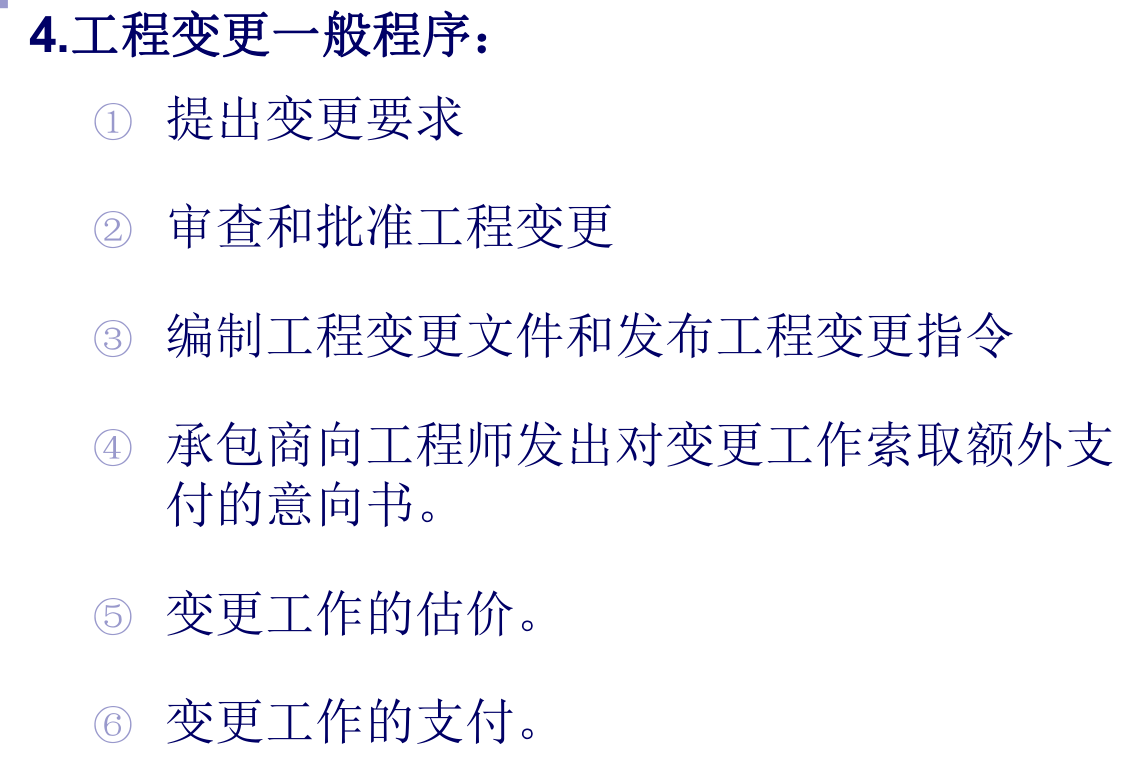 4.工程变更一般程序：
① 提出变更要求
② 审查和批准工程变更
③ 编制工程变更文件和发布工程变更指令
④ 承包商向工程师发出对变更工作索取额外支
付的意向书。
⑤ 变更工作的估价。
⑥ 变更工作的支付。